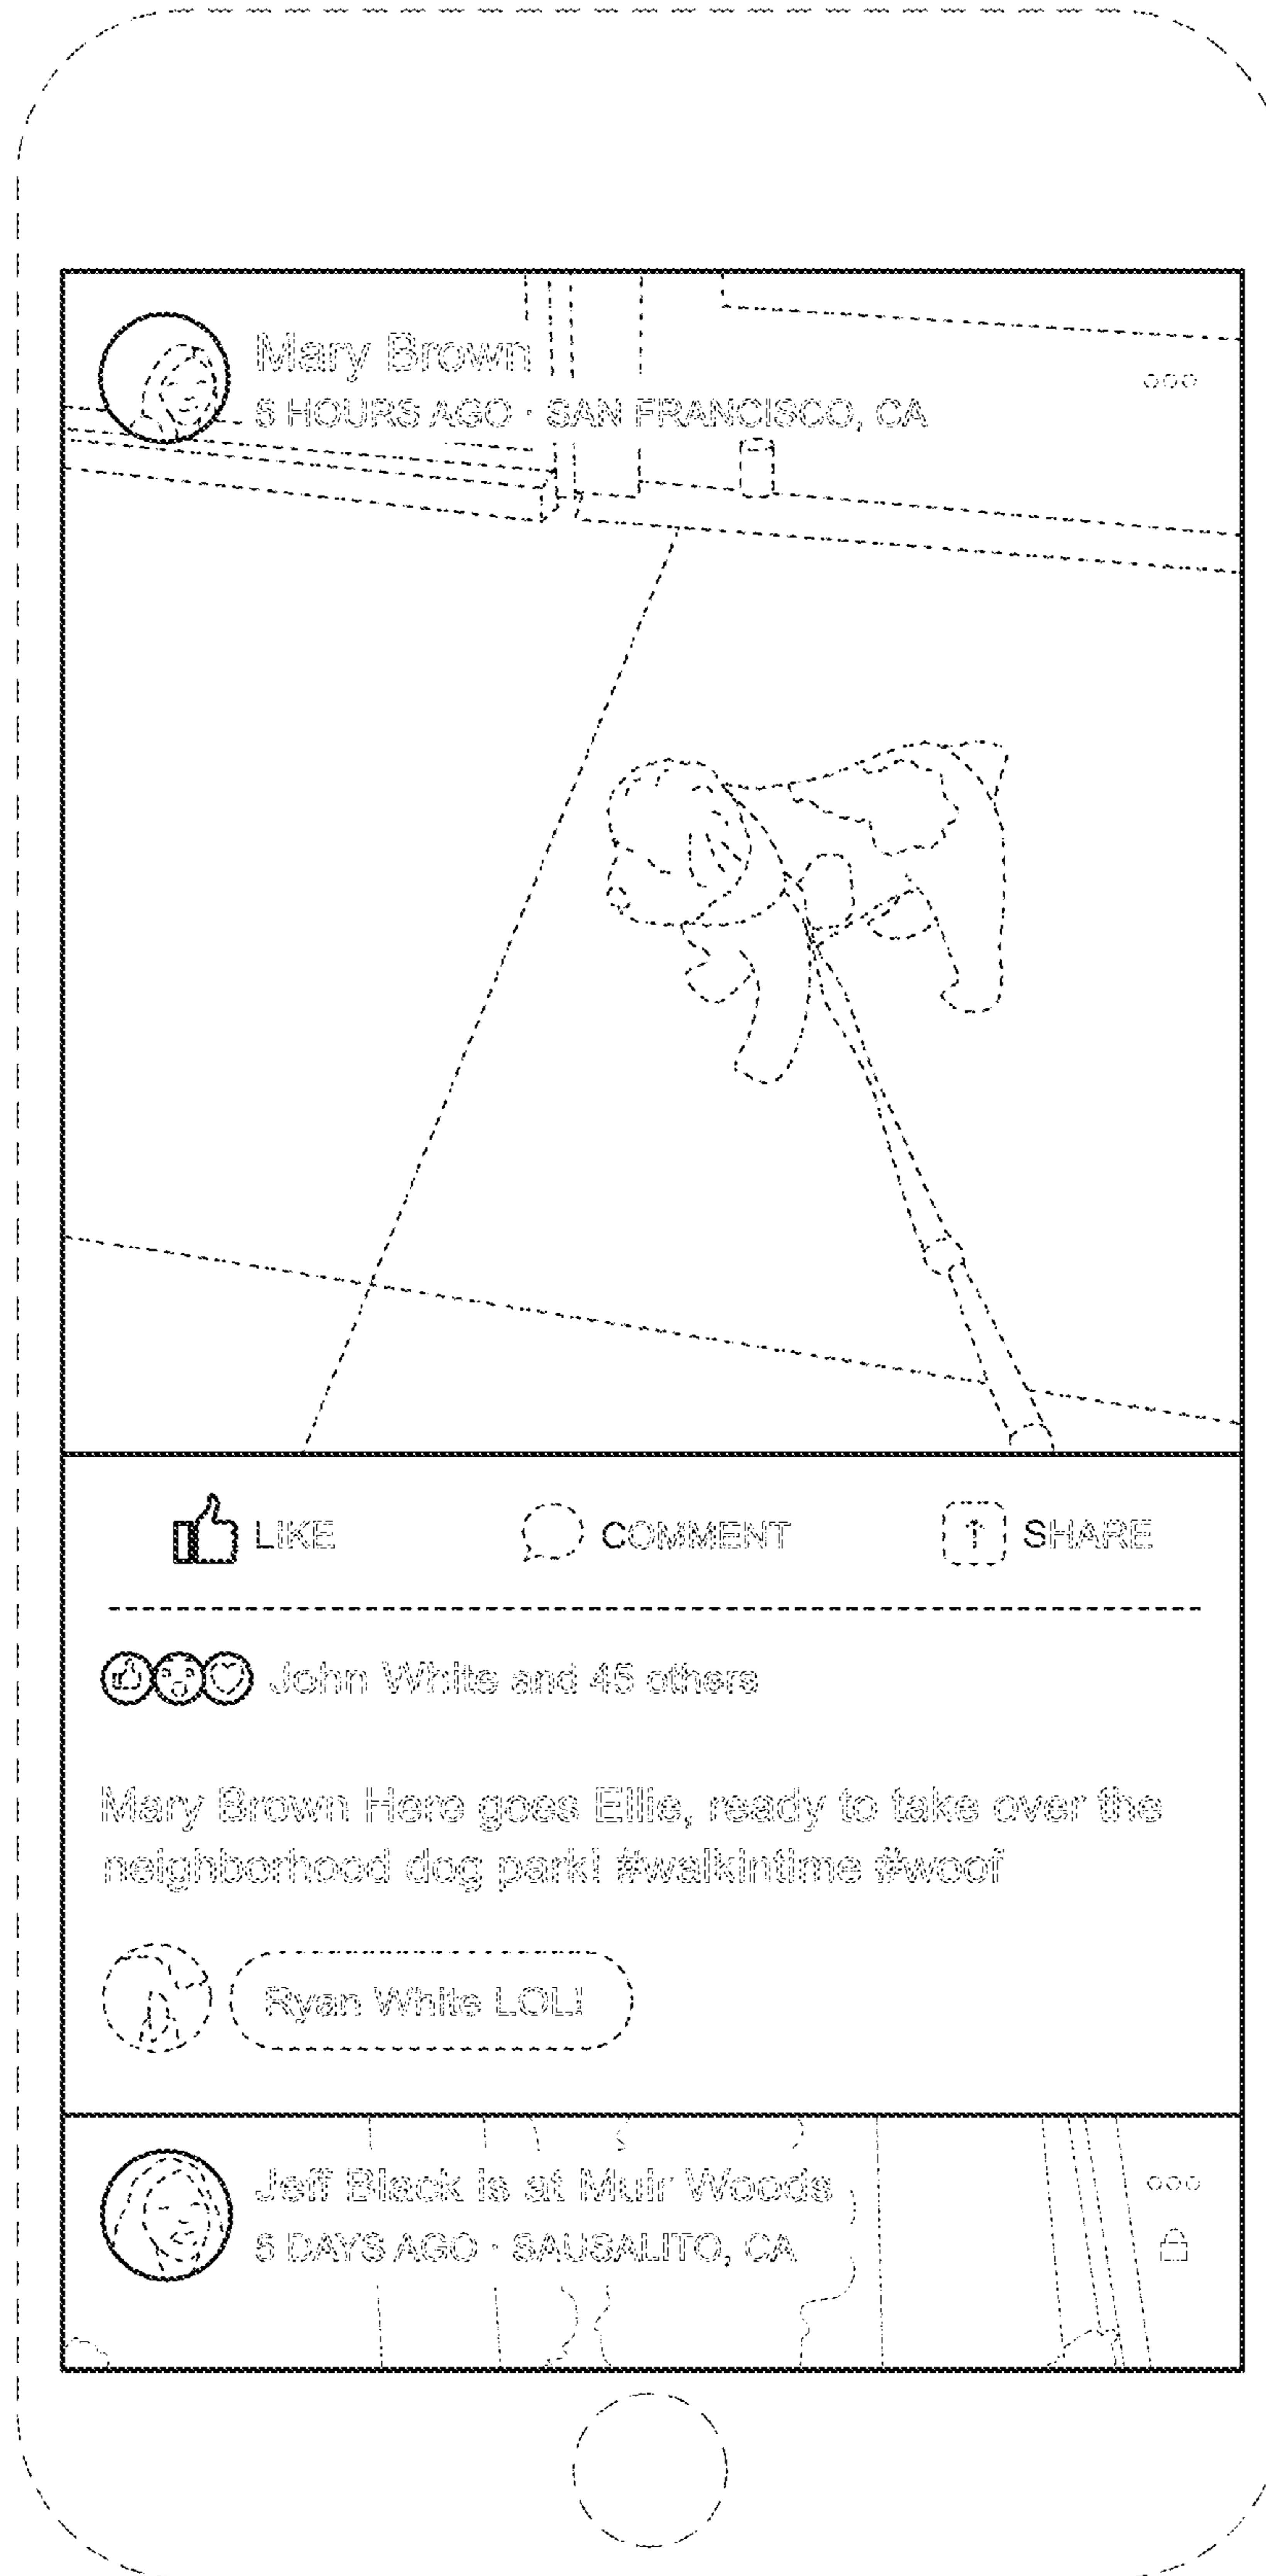 Mary Brown
5 HOURS AGO · SAN FRANCISCO, CA
LIKE COMMENT SHARE
John White and 45 others
Mary Brown Here goes Ellie, ready to take over the
neighborhood dog park! #walkintime #woof
Ryan White LOL!
Jeff Black is at Muir Woods
5 DAYS AGO · SAUSALITO, CA